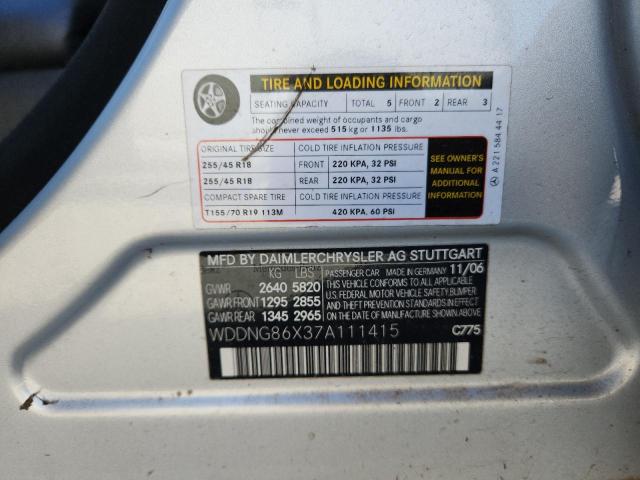 TIRE AND LOADING INFORMATION
SEATING CAPACITY TOTAL 5 FRONT 2 REAR 3
The combined weight of occupants and cargo
should never exceed 515 kg or 1135 lbs.
ORIGINAL TIRE SIZE COLD TIRE INFLATION PRESSURE
255/45 R18 FRONT 220 KPA, 32 PSI
255/45 R18 REAR 220 KPA, 32 PSI
COMPACT SPARE TIRE COLD TIRE INFLATION PRESSURE
T155/70 R19 113M 420 KPA, 60 PSI
SEE OWNER'S
MANUAL FOR
ADDITIONAL
INFORMATION
A 221 584 44 17
MFD BY DAIMLERCHRYSLER AG STUTTGART
KG LBS PASSENGER CAR MADE IN GERMANY 11/06
GVWR 2640 5820
GAWR FRONT 1295 2855
GAWR REAR 1345 2965
THIS VEHICLE CONFORMS TO ALL APPLICABLE
U.S. FEDERAL MOTOR VEHICLE SAFETY, BUMPER,
AND THEFT PREVENTION STANDARDS IN EFFECT
ON THE DATE OF MANUFACTURE SHOWN ABOVE.
WDDNG86X37A111415 C775